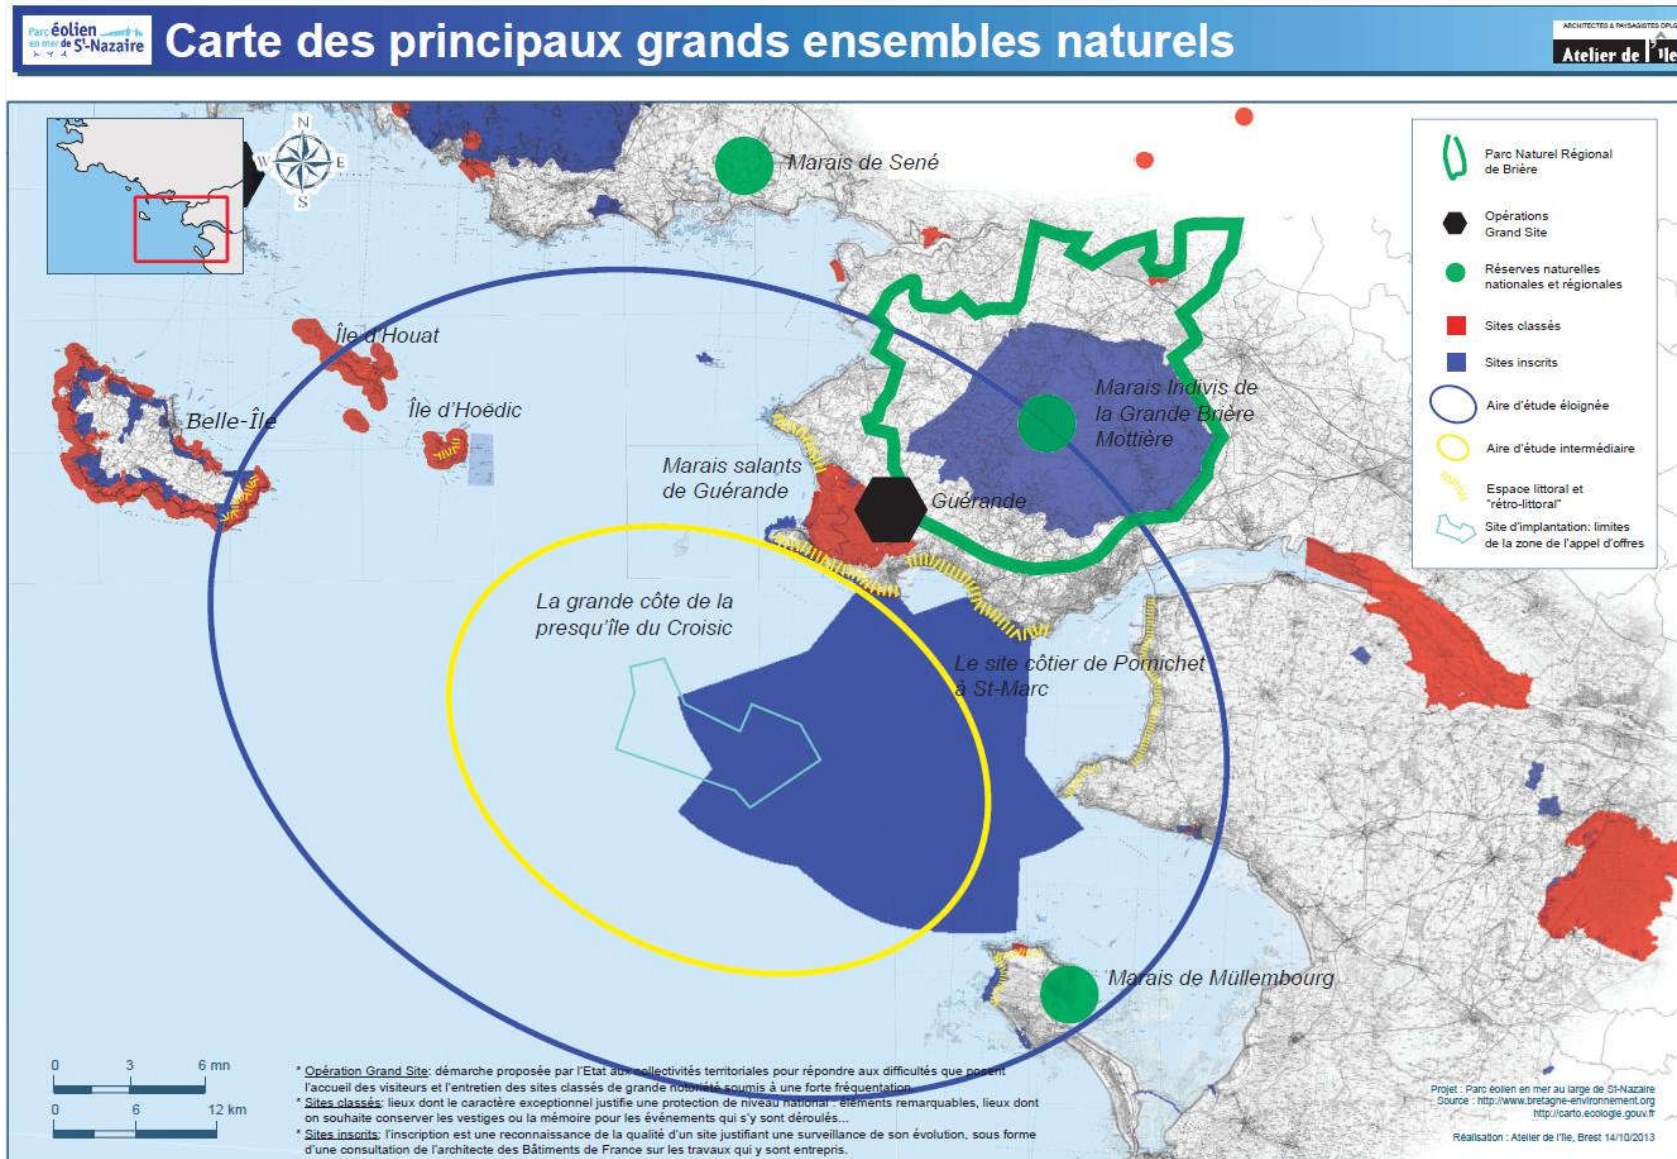 Parc éolien
en mer de St-Nazaire
Carte des principaux grands ensembles naturels
ARCHITECTES & PAYSAGISTES DPLG
Atelier de l'île
N
W E
S
Marais de Sené
Île d'Houat
Île d'Hoëdic
Belle-Île
Marais Indivis de
la Grande Brière
Mottière
Marais salants
de Guérande
Guérande
La grande côte de la
presqu'île du Croisic
Le site côtier de Pornichet
à St-Marc
Marais de Müllembourg
Parc Naturel Régional
de Brière
Opérations
Grand Site
Réserves naturelles
nationales et régionales
Sites classés
Sites inscrits
Aire d'étude éloignée
Aire d'étude intermédiaire
Espace littoral et
"rétro-littoral"
Site d'implantation: limites
de la zone de l'appel d'offres
0 3 6 mn
0 6 12 km
* Opération Grand Site: démarche proposée par l'Etat aux collectivités territoriales pour répondre aux difficultés que posent
l'accueil des visiteurs et l'entretien des sites classés de grande notoriété soumis à une forte fréquentation
* Sites classés: lieux dont le caractère exceptionnel justifie une protection de niveau national : éléments remarquables, lieux dont
on souhaite conserver les vestiges ou la mémoire pour les événements qui s'y sont déroulés...
* Sites inscrits: l'inscription est une reconnaissance de la qualité d'un site justifiant une surveillance de son évolution, sous forme
d'une consultation de l'architecte des Bâtiments de France sur les travaux qui y sont entrepris.
Projet : Parc éolien en mer au large de St-Nazaire
Source : http://www.bretagne-environnement.org
http://carto.ecologie.gouv.fr
Réalisation : Atelier de l'île, Brest 14/10/2013